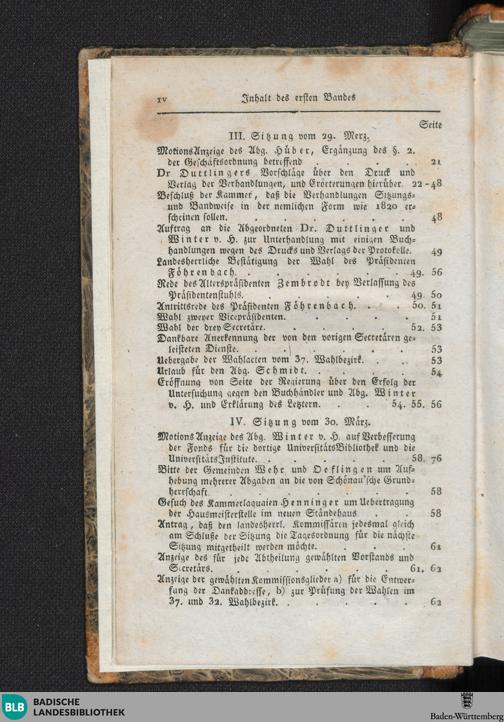 IV Inhalt des ersten Bandes
Seite
III. Sitzung vom 29. Merz.
MotionsAnzeige des Abg. Hüber, Ergänzung des §. 2.
der Geschäftsordnung betreffend . . . . 21
Dr Duttlingers Vorschläge über den Druck und
Verlag der Verhandlungen, und Erörterungen hierüber 22-48
Beschluß der Kammer, daß die Verhandlungen Sitzungs-
und Bandweise in der nemlichen Form wie 1820 er-
scheinen sollen. . . . . . . 48
Auftrag an die Abgeordneten Dr. Duttlinger und
Winter v. H. zur Unterhandlung mit einigen Buch-
handlungen wegen des Drucks und Verlags der Protokolle. 49
Landesherrliche Bestätigung der Wahl des Präsidenten
Föhrenbach. . . . . . 49. 56
Rede des Alterspräsidenten Zembrodt bey Verlassung des
Präsidentenstuhls. . . . . 49. 50
Antrittsrede des Präsidenten Föhrenbach. . . 50. 51
Wahl zweyer Vicepräsidenten. . . . . 51
Wahl der drey Secretäre. . . . . 52. 53
Dankbare Anerkennung der von den vorigen Secretären ge-
leisteten Dienste. . . . . . 53
Uebergabe der Wahlacten vom 37. Wahlbezirk. . . 53
Urlaub für den Abg. Schmidt. . . . . 54
Eröffnung von Seite der Regierung über den Erfolg der
Untersuchung gegen den Buchhändler und Abg. Winter
v. H. und Erklärung des Letztern. . . 54. 55. 56
IV. Sitzung vom 30. März.
Motions Anzeige des Abg. Winter v. H. auf Verbesserung
der Fonds für die dortige UniversitätsBibliothek und die
UniversitätsInstitute. . . . . 58. 76
Bitte der Gemeinden Wehr und Oeflingen um Auf-
hebung mehrerer Abgaben an die von Schönau'sche Grund-
herrschaft. . . . . . . 58
Gesuch des Kammerlaquaien Henninger um Uebertragung
der Hausmeisterstelle im neuen Ständehaus . . 58
Antrag, daß den landesherrl. Kommissären jedesmal gleich
am Schluße der Sitzung die Tagesordnung für die nächste
Sitzung mitgetheilt werden möchte. . . . 61
Anzeige des für jede Abtheilung gewählten Vorstands und
Secretärs. . . . . . 61. 62
Anzeige der gewählten Kommissionsglieder a) für die Entwer-
fung der Dankaddresse, b) zur Prüfung der Wahlen im
37. und 32. Wahlbezirk. . . . . 62
BLB BADISCHE
LANDESBIBLIOTHEK
Baden-Württemberg